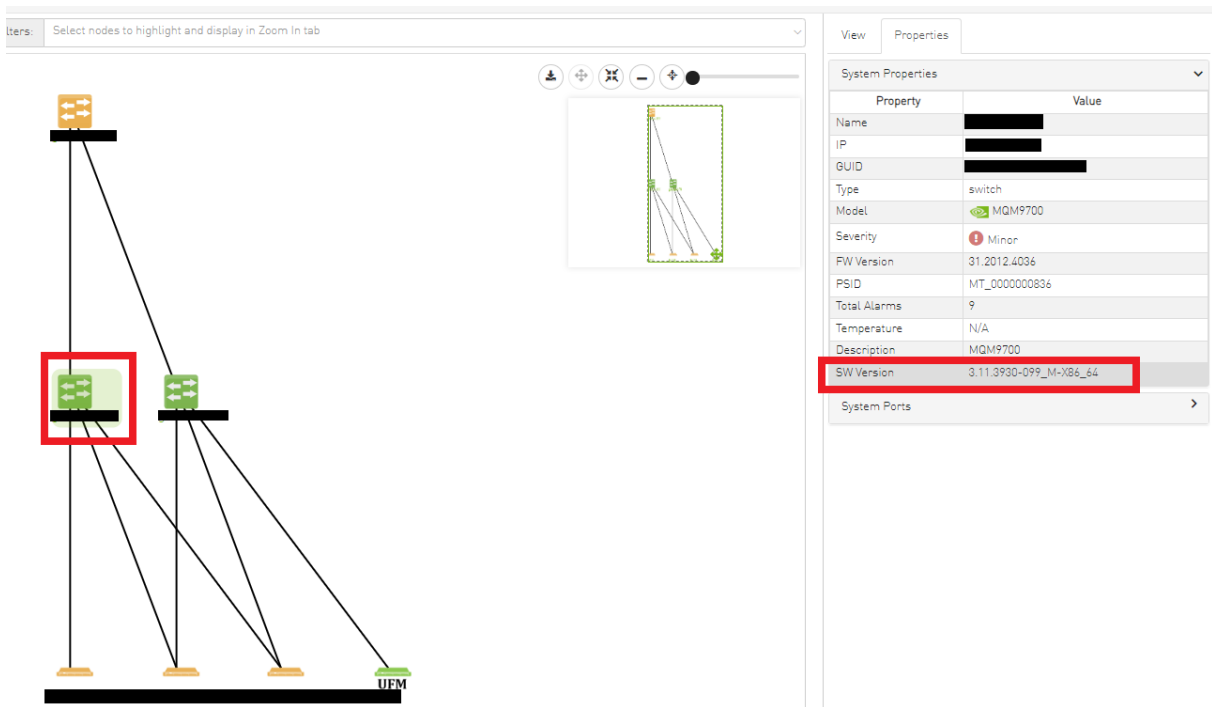 lters: Select nodes to highlight and display in Zoom In tab
View Properties
System Properties
Property Value
Name
IP
GUID
Type switch
Model MQM9700
Severity Minor
FW Version 31.2012.4036
PSID MT_0000000836
Total Alarms 9
Temperature N/A
Description MQM9700
SW Version 3.11.3930-099_M-X86_64
System Ports
UFM